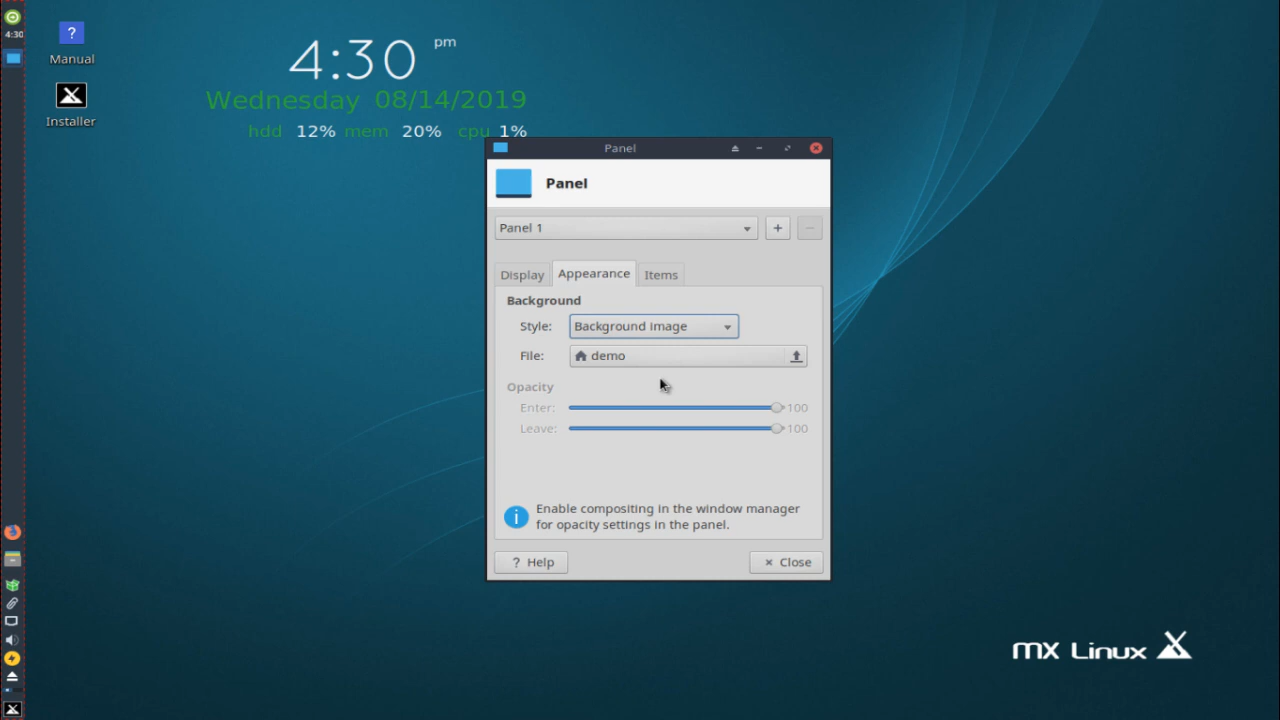 4:30
?
Manual
Installer
4:30 pm
Wednesday 08/14/2019
hdd 12% mem 20% cpu 1%
Panel
Panel
Panel 1
+ −
Display Appearance Items
Background
Style: Background image
File: demo
Opacity
Enter: 100
Leave: 100
i Enable compositing in the window manager
for opacity settings in the panel.
? Help × Close
MX Linux